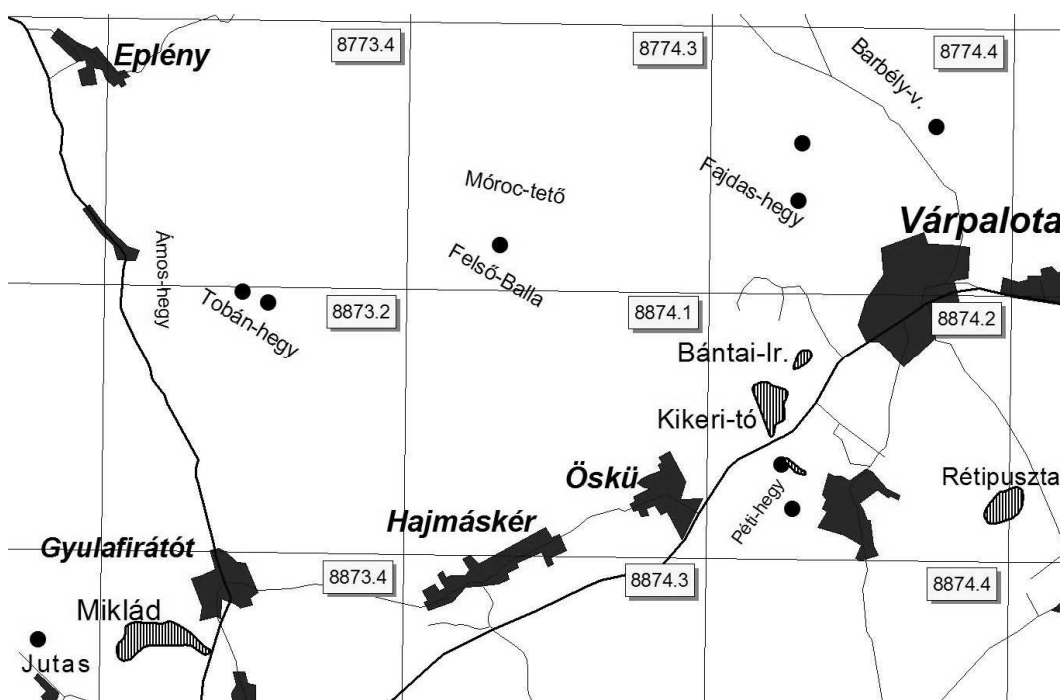 Eplény
8773.4
8774.3
8774.4
Barbély-v.
Móroc-tető
Fajdas-hegy
Várpalota
Ámos-hegy
Felső-Balla
Tobán-hegy
8873.2
8874.1
8874.2
Bántai-Ir.
Kikeri-tó
Öskü
Rétipuszta
Péti-hegy
Hajmáskér
Gyulafirátót
8873.4
8874.3
8874.4
Miklád
Jutas